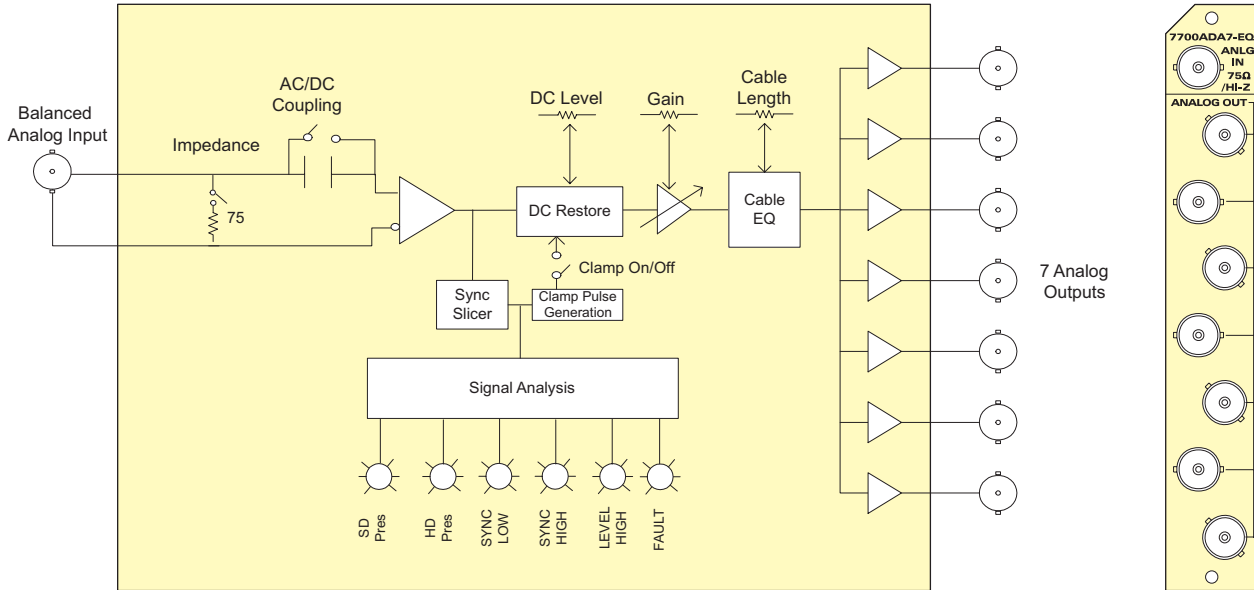 Balanced
Analog Input
Impedance
75
AC/DC
Coupling
DC Level
Gain
Cable
Length
DC Restore
Cable
EQ
Clamp On/Off
Sync
Slicer
Clamp Pulse
Generation
Signal Analysis
SD
Pres
HD
Pres
SYNC
LOW
SYNC
HIGH
LEVEL
HIGH
FAULT
7 Analog
Outputs
7700ADA7-EQ
ANLG
IN
75Ω
/HI-Z
ANALOG OUT